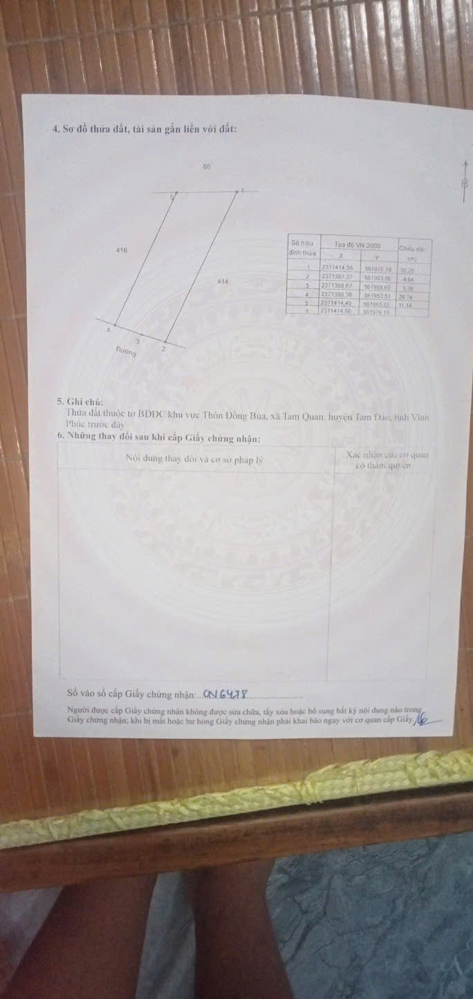 4. Sơ đồ thửa đất, tài sản gắn liền với đất:
86
B
5
1
416
414
4
3
2
Đường
Số hiệu đỉnh thửa Tọa độ VN-2000 Chiều dài (m)
X Y
1 2371414.56 561976.19 30.20
2 2371387.37 561963.06 4.64
3 2371388.67 561958.60 5.36
4 2371390.36 561953.51 26.74
5 2371414.49 561965.05 11.14
1 2371414.56 561976.19
5. Ghi chú:
Thửa đất thuộc tờ BĐĐC khu vực Thôn Đồng Bùa, xã Tam Quan, huyện Tam Đảo, tỉnh Vĩnh
Phúc trước đây
6. Những thay đổi sau khi cấp Giấy chứng nhận:
Nội dung thay đổi và cơ sở pháp lý
Xác nhận của cơ quan
có thẩm quyền
Số vào sổ cấp Giấy chứng nhận: CN6478
Người được cấp Giấy chứng nhận không được sửa chữa, tẩy xóa hoặc bổ sung bất kỳ nội dung nào trong
Giấy chứng nhận; khi bị mất hoặc hư hỏng Giấy chứng nhận phải khai báo ngay với cơ quan cấp Giấy.